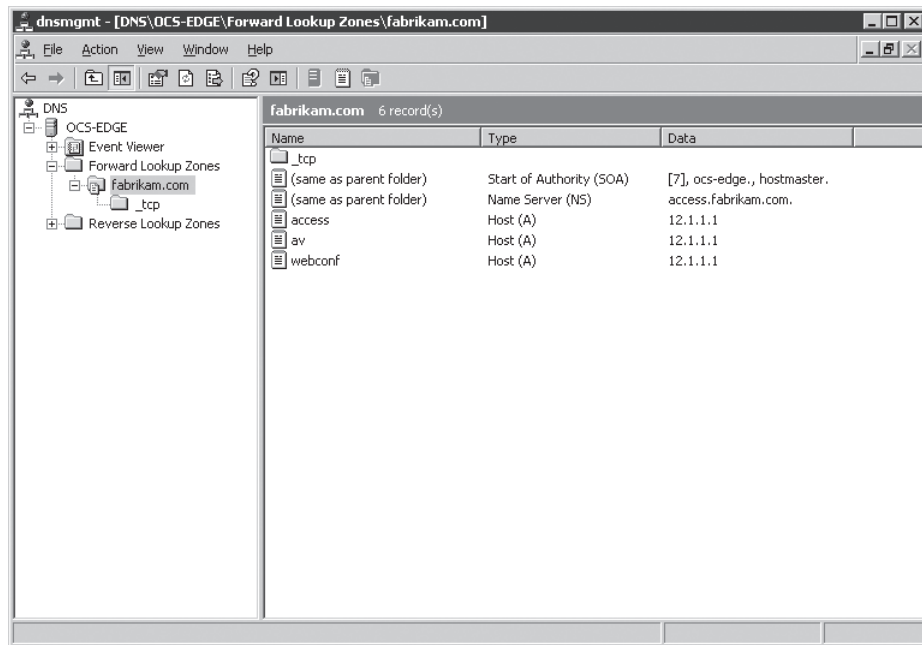 dnsmgmt - [DNS\OCS-EDGE\Forward Lookup Zones\fabrikam.com]
File Action View Window Help
DNS
OCS-EDGE
Event Viewer
Forward Lookup Zones
fabrikam.com
_tcp
Reverse Lookup Zones
fabrikam.com 6 record(s)
Name Type Data
_tcp
(same as parent folder) Start of Authority (SOA) [7], ocs-edge., hostmaster.
(same as parent folder) Name Server (NS) access.fabrikam.com.
access Host (A) 12.1.1.1
av Host (A) 12.1.1.1
webconf Host (A) 12.1.1.1